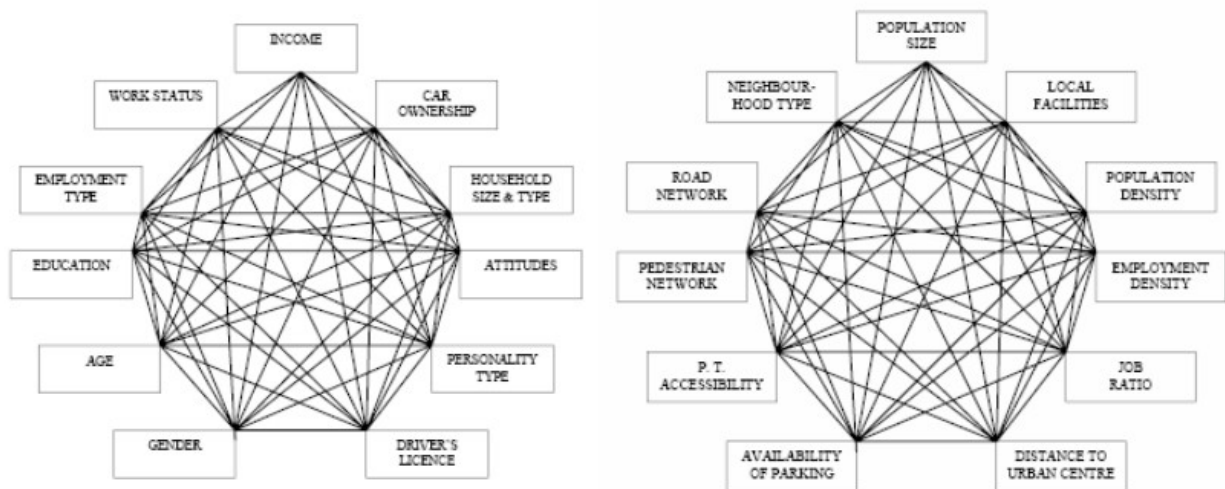 INCOME
WORK STATUS
CAR
OWNERSHIP
EMPLOYMENT
TYPE
HOUSEHOLD
SIZE & TYPE
EDUCATION
ATTITUDES
AGE
PERSONALITY
TYPE
GENDER
DRIVER'S
LICENCE
POPULATION
SIZE
NEIGHBOUR-
HOOD TYPE
LOCAL
FACILITIES
ROAD
NETWORK
POPULATION
DENSITY
PEDESTRIAN
NETWORK
EMPLOYMENT
DENSITY
P. T.
ACCESSIBILITY
JOB
RATIO
AVAILABILITY
OF PARKING
DISTANCE TO
URBAN CENTRE